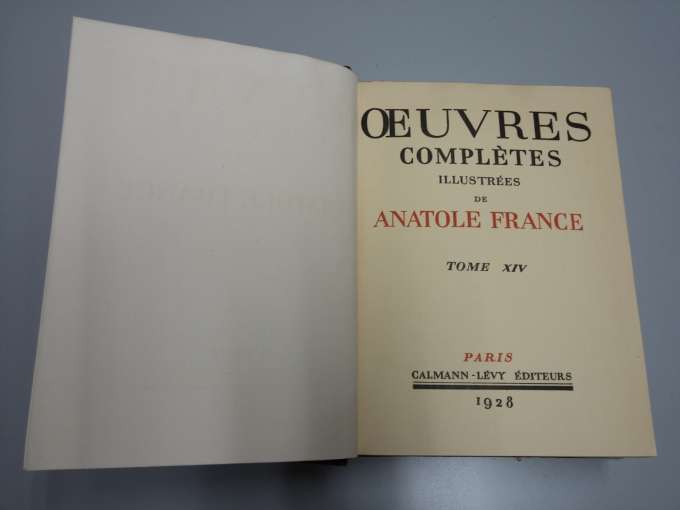 ŒUVRES
COMPLÈTES
ILLUSTRÉES
DE
ANATOLE FRANCE
TOME XIV
PARIS
CALMANN-LÉVY ÉDITEURS
1928